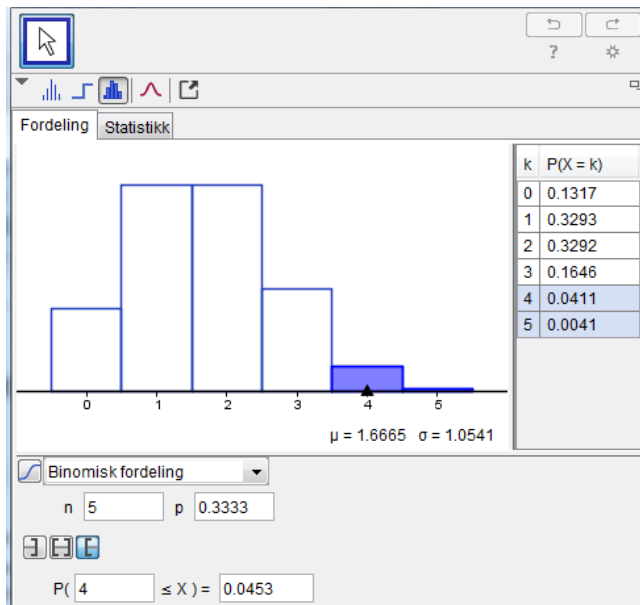 ?
Fordeling Statistikk
k P(X = k)
0 0.1317
1 0.3293
2 0.3292
3 0.1646
4 0.0411
5 0.0041
0 1 2 3 4 5
μ = 1.6665 σ = 1.0541
Binomisk fordeling
n 5 p 0.3333
P( 4 ≤ X ) = 0.0453